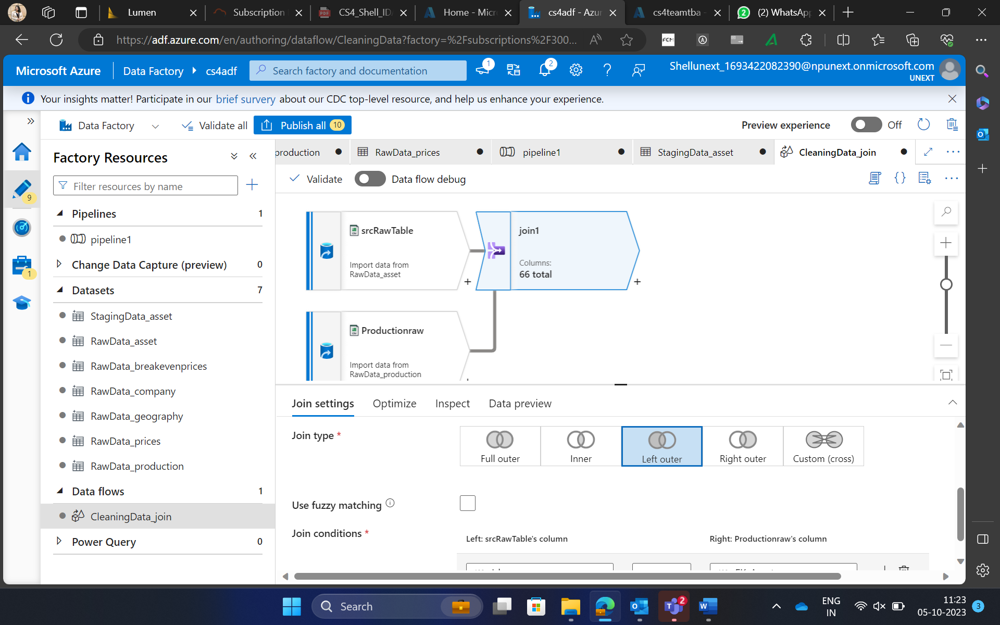 Lumen
Subscription
CS4_Shell_ID
Home - Micr
cs4adf - Azur
cs4teamtba -
(2) WhatsApp
https://adf.azure.com/en/authoring/dataflow/CleaningData?factory=%2Fsubscriptions%2F300...
FCM
Microsoft Azure
Data Factory
cs4adf
Search factory and documentation
1
2
Shellunext_1693422082390@npunext.onmicrosoft.com
UNEXT
Your insights matter! Participate in our brief survery about our CDC top-level resource, and help us enhance your experience.
Data Factory
Validate all
Publish all 10
Preview experience
Off
Factory Resources
production
RawData_prices
pipeline1
StagingData_asset
CleaningData_join
Filter resources by name
Validate
Data flow debug
9
1
Pipelines 1
pipeline1
Change Data Capture (preview) 0
Datasets 7
StagingData_asset
RawData_asset
RawData_breakevenprices
RawData_company
RawData_geography
RawData_prices
RawData_production
Data flows 1
CleaningData_join
Power Query 0
srcRawTable
Import data from
RawData_asset
join1
Columns:
66 total
Productionraw
Import data from
RawData_production
Join settings
Optimize
Inspect
Data preview
Join type *
Full outer
Inner
Left outer
Right outer
Custom (cross)
Use fuzzy matching
Join conditions *
Left: srcRawTable's column
Right: Productionraw's column
Search
2
ENG
IN
11:23
05-10-2023
3